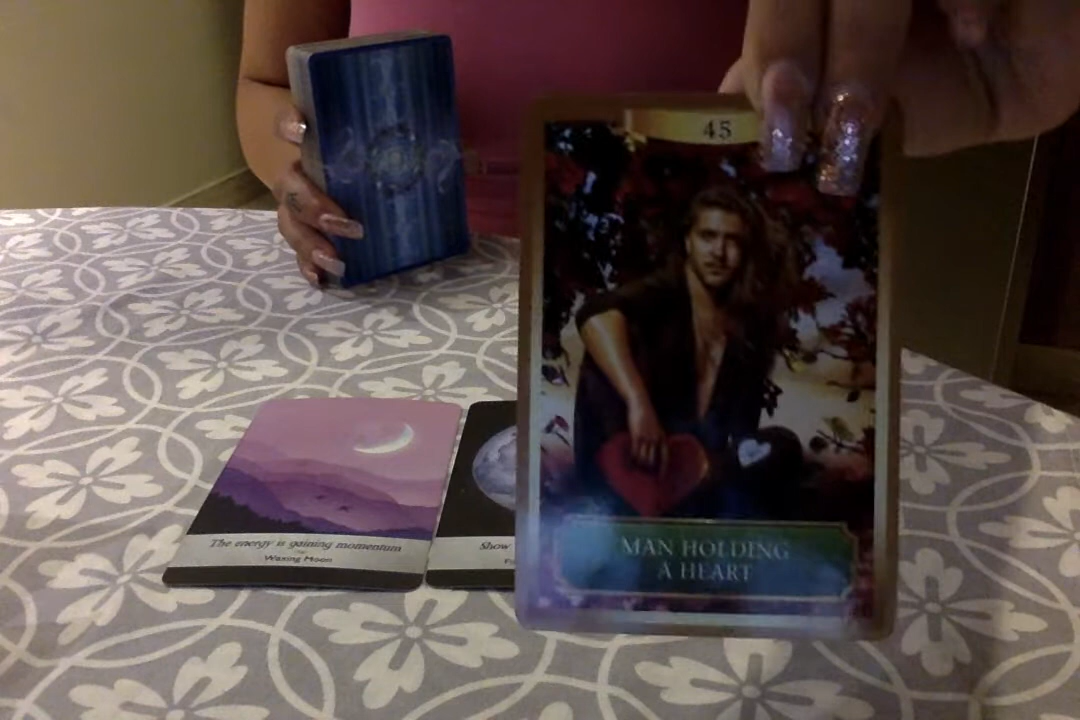 45
MAN HOLDING
A HEART
The energy is gaining momentum
Waxing Moon
Show